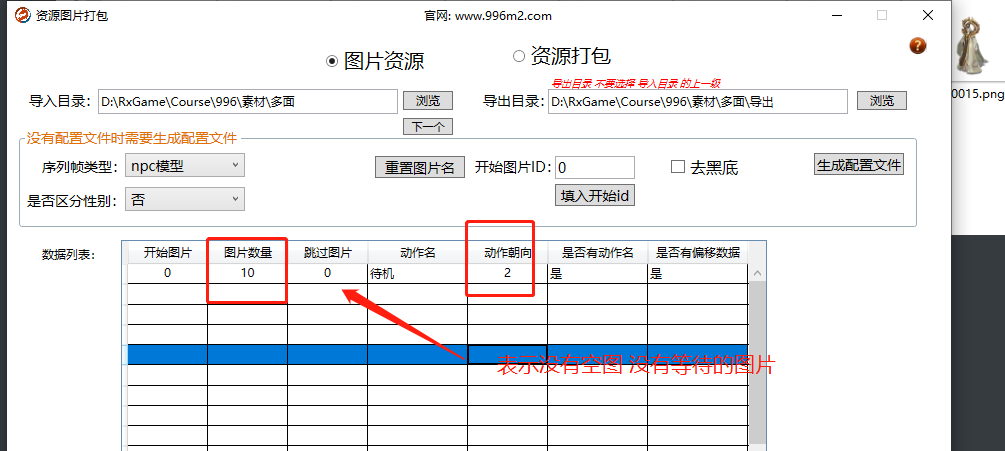 资源图片打包 官网: www.996m2.com
图片资源 资源打包
导出目录 不要选择 导入目录 的上一级
导入目录: D:\RxGame\Course\996\素材\多面 浏览 导出目录: D:\RxGame\Course\996\素材\多面\导出 浏览
0015.png
下一个
没有配置文件时需要生成配置文件
序列帧类型: npc模型 重置图片名 开始图片ID: 0 去黑底 生成配置文件
是否区分性别: 否 填入开始id
数据列表: 开始图片 图片数量 跳过图片 动作名 动作朝向 是否有动作名 是否有偏移数据
0 10 0 待机 2 是 是
表示没有空图 没有等待的图片